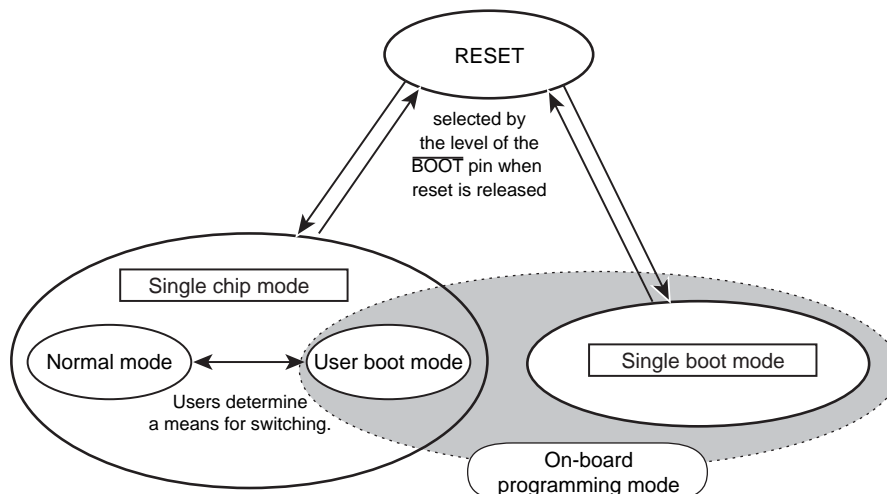 RESET
selected by
the level of the
BOOT pin when
reset is released
Single chip mode
Normal mode
User boot mode
Single boot mode
Users determine
a means for switching.
On-board
programming mode